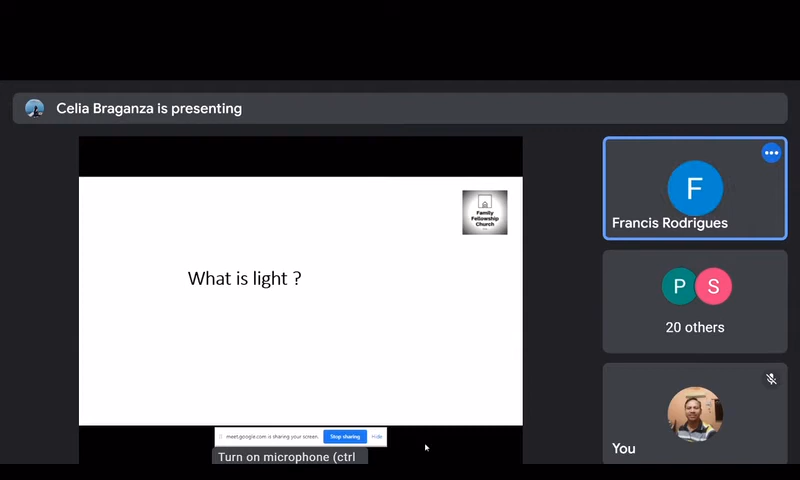 Celia Braganza is presenting
Family
Fellowship
Church
What is light ?
F
Francis Rodrigues
P S
20 others
You
meet.google.com is sharing your screen.
Stop sharing
Hide
Turn on microphone (ctrl